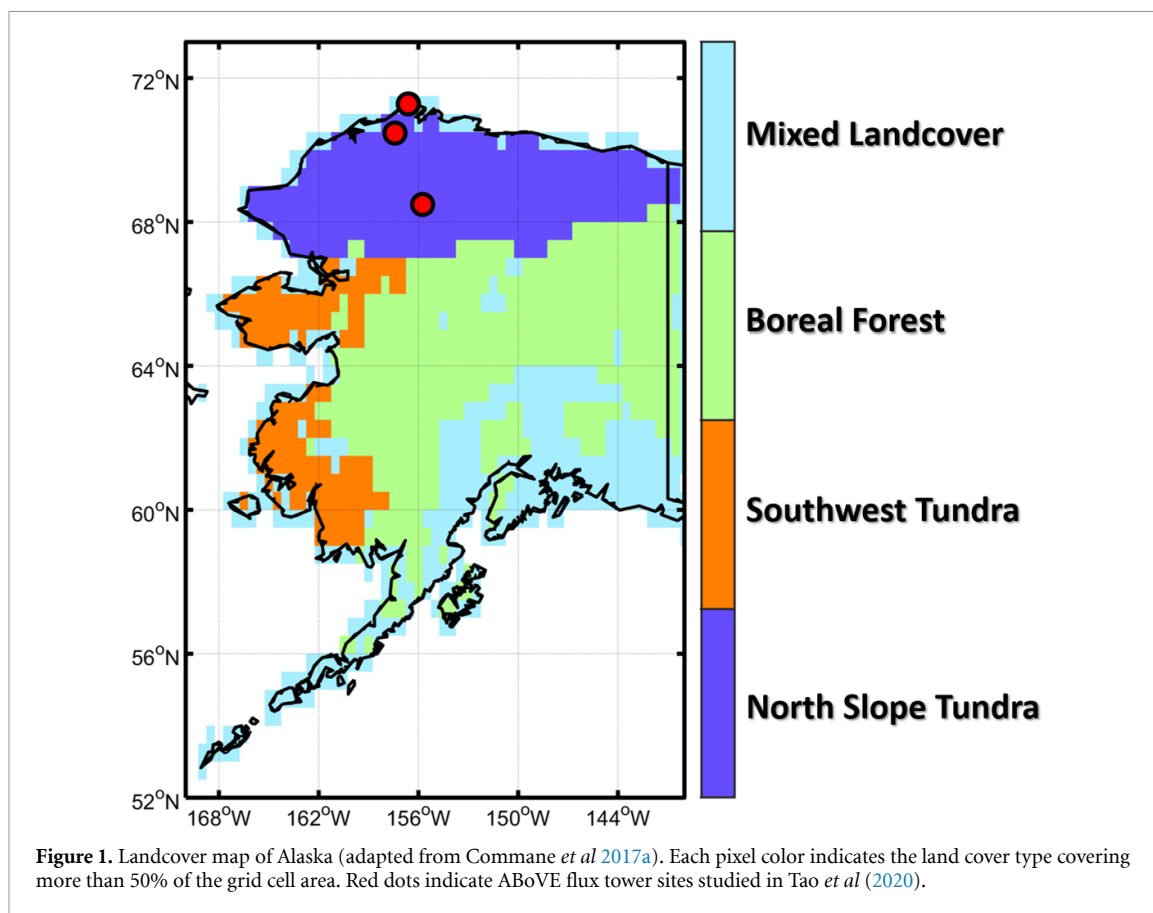 72°N
68°N
64°N
60°N
56°N
52°N
168°W 162°W 156°W 150°W 144°W
Mixed Landcover
Boreal Forest
Southwest Tundra
North Slope Tundra
Figure 1. Landcover map of Alaska (adapted from Commane et al 2017a). Each pixel color indicates the land cover type covering
more than 50% of the grid cell area. Red dots indicate ABoVE flux tower sites studied in Tao et al (2020).